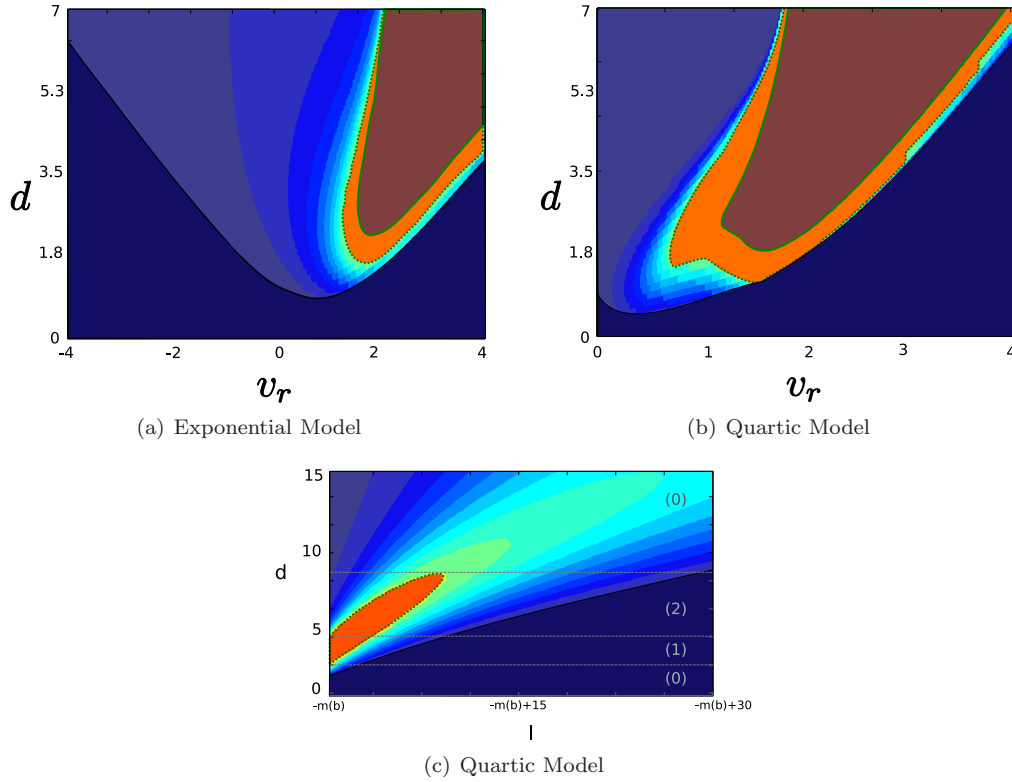 7
5.3
d
3.5
1.8
0
-4
-2
0
2
4
v_r
(a) Exponential Model
7
5.3
d
3.5
1.8
0
0
1
2
3
4
v_r
(b) Quartic Model
15
10
d
5
0
(0)
(2)
(1)
(0)
-m(b)
-m(b)+15
-m(b)+30
I
(c) Quartic Model